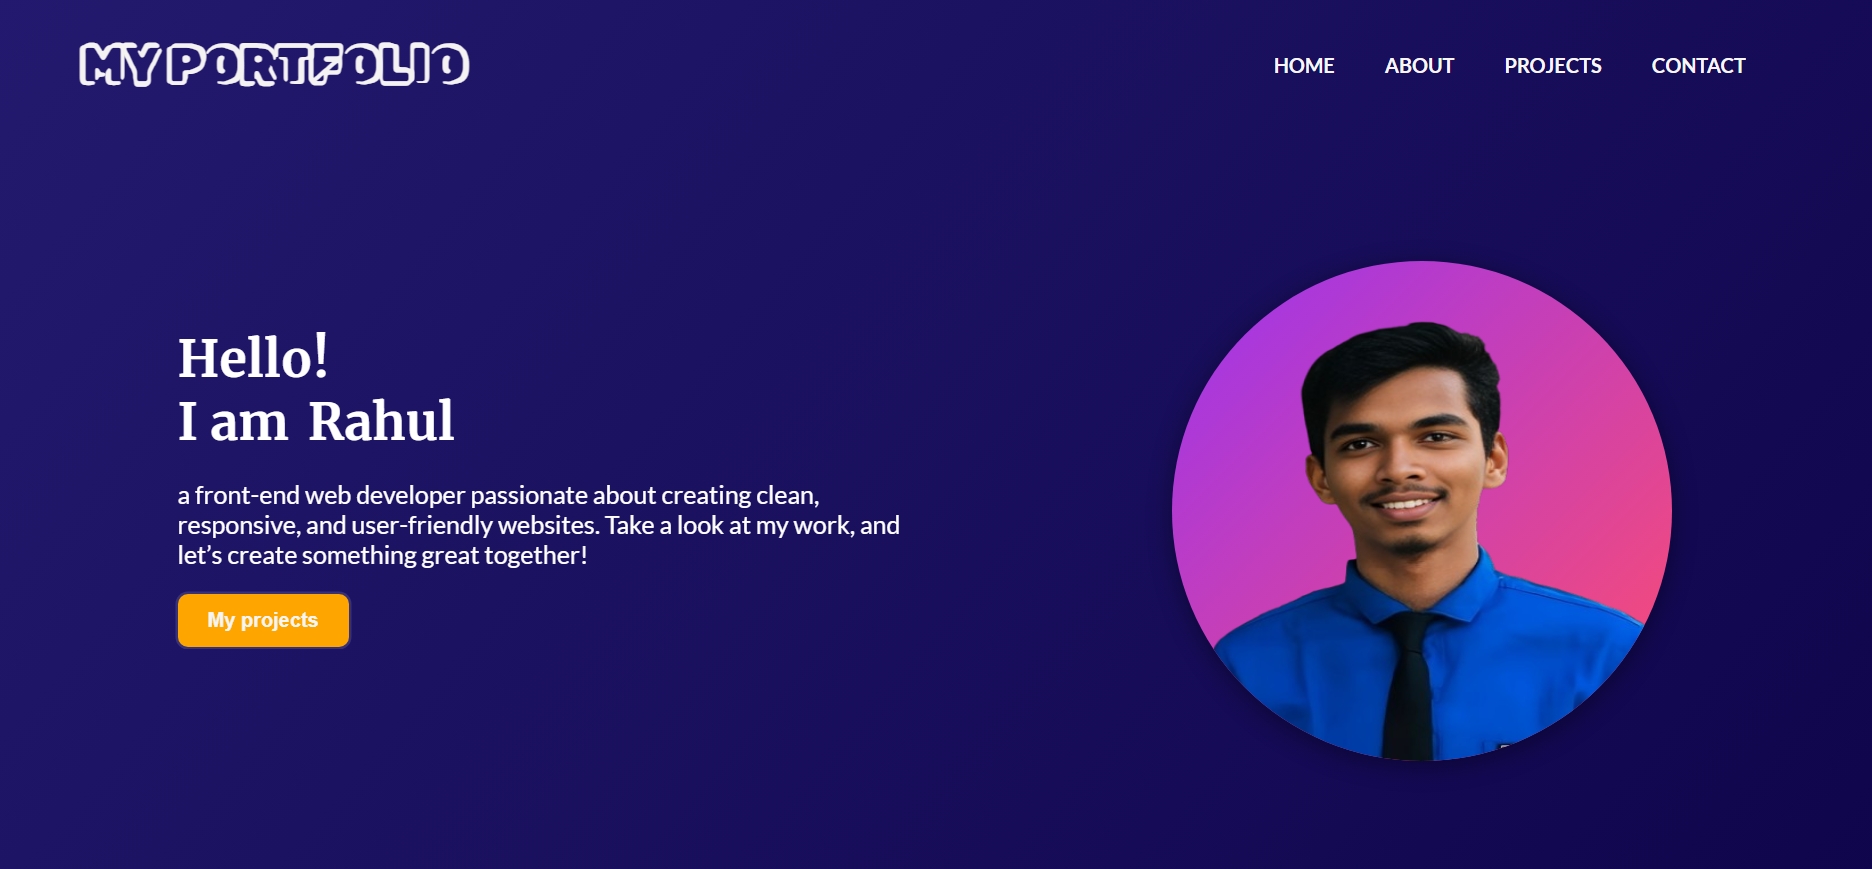 MY PORTFOLIO
HOME ABOUT PROJECTS CONTACT
Hello!
I am Rahul
a front-end web developer passionate about creating clean,
responsive, and user-friendly websites. Take a look at my work, and
let’s create something great together!
My projects